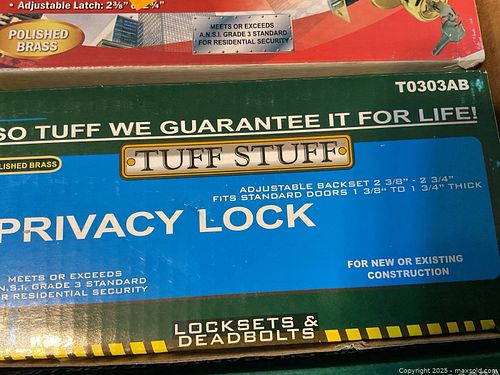 • Adjustable Latch: 2⅜"
POLISHED
BRASS
MEETS OR EXCEEDS
A.N.S.I. GRADE 3 STANDARD
FOR RESIDENTIAL SECURITY
T0303AB
SO TUFF WE GUARANTEE IT FOR LIFE!
LISHED BRASS
TUFF STUFF
ADJUSTABLE BACKSET 2 3/8" - 2 3/4"
FITS STANDARD DOORS 1 3/8" TO 1 3/4" THICK
PRIVACY LOCK
MEETS OR EXCEEDS
N.S.I. GRADE 3 STANDARD
R RESIDENTIAL SECURITY
FOR NEW OR EXISTING
CONSTRUCTION
LOCKSETS &
DEADBOLTS
Copyright 2025 - maxsold.com